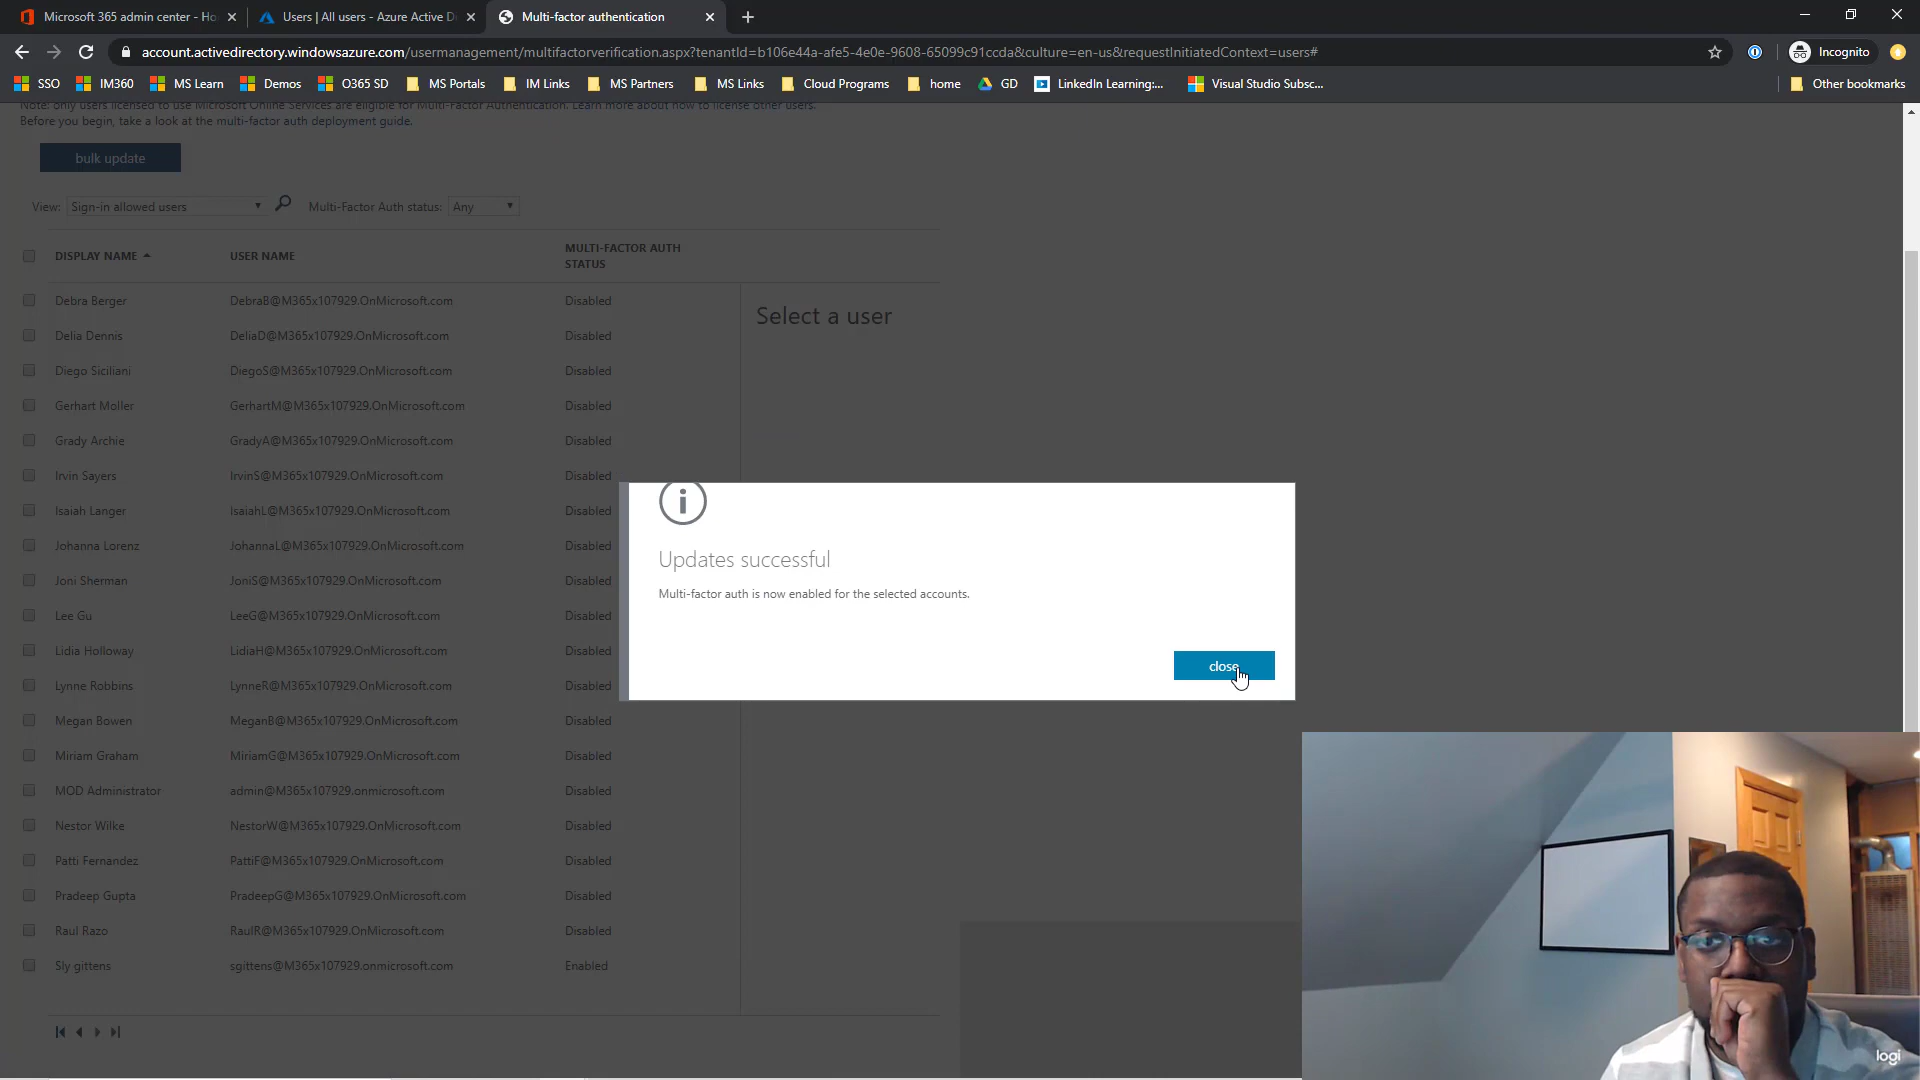 Microsoft 365 admin center - Ho
Users | All users - Azure Active D
Multi-factor authentication
account.activedirectory.windowsazure.com/usermanagement/multifactorverification.aspx?tenantId=b106e44a-afe5-4e0e-9608-65099c91ccda&culture=en-us&requestInitiatedContext=users#
Incognito
SSO IM360 MS Learn Demos O365 SD MS Portals IM Links MS Partners MS Links Cloud Programs home GD LinkedIn Learning:... Visual Studio Subsc... Other bookmarks
Note: only users licensed to use Microsoft Online Services are eligible for Multi-Factor Authentication. Learn more about how to license other users.
Before you begin, take a look at the multi-factor auth deployment guide.
bulk update
View: Sign-in allowed users Multi-Factor Auth status: Any
DISPLAY NAME USER NAME MULTI-FACTOR AUTH STATUS
Debra Berger DebraB@M365x107929.OnMicrosoft.com Disabled
Select a user
Delia Dennis DeliaD@M365x107929.OnMicrosoft.com Disabled
Diego Siciliani DiegoS@M365x107929.OnMicrosoft.com Disabled
Gerhart Moller GerhartM@M365x107929.OnMicrosoft.com Disabled
Grady Archie GradyA@M365x107929.OnMicrosoft.com Disabled
Irvin Sayers IrvinS@M365x107929.OnMicrosoft.com Disabled
Isaiah Langer IsaiahL@M365x107929.OnMicrosoft.com Disabled
Johanna Lorenz JohannaL@M365x107929.OnMicrosoft.com Disabled
Joni Sherman JoniS@M365x107929.OnMicrosoft.com Disabled
Lee Gu LeeG@M365x107929.OnMicrosoft.com Disabled
Lidia Holloway LidiaH@M365x107929.OnMicrosoft.com Disabled
Lynne Robbins LynneR@M365x107929.OnMicrosoft.com Disabled
Megan Bowen MeganB@M365x107929.OnMicrosoft.com Disabled
Miriam Graham MiriamG@M365x107929.OnMicrosoft.com Disabled
MOD Administrator admin@M365x107929.onmicrosoft.com Disabled
Nestor Wilke NestorW@M365x107929.OnMicrosoft.com Disabled
Patti Fernandez PattiF@M365x107929.OnMicrosoft.com Disabled
Pradeep Gupta PradeepG@M365x107929.OnMicrosoft.com Disabled
Raul Razo RaulR@M365x107929.OnMicrosoft.com Disabled
Sly gittens sgittens@M365x107929.onmicrosoft.com Enabled
Updates successful
Multi-factor auth is now enabled for the selected accounts.
close
logi